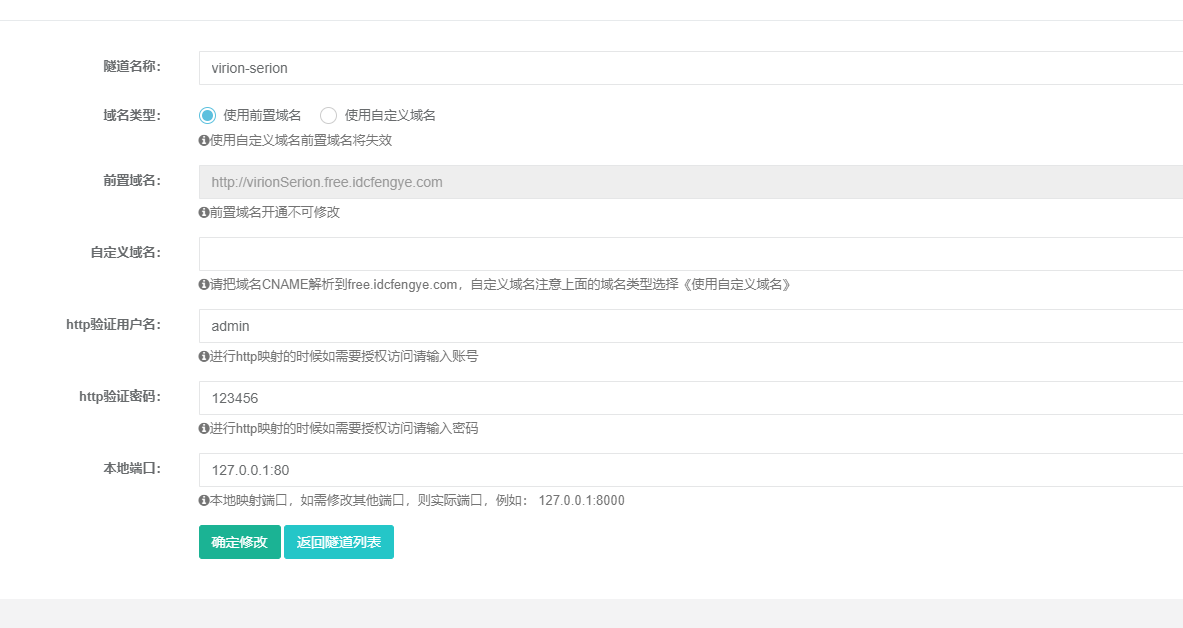 隧道名称：
virion-serion
域名类型：
使用前置域名 使用自定义域名
使用自定义域名前置域名将失效
前置域名：
http://virionSerion.free.idcfengye.com
前置域名开通不可修改
自定义域名：
请把域名CNAME解析到free.idcfengye.com，自定义域名注意上面的域名类型选择《使用自定义域名》
http验证用户名：
admin
进行http映射的时候如需要授权访问请输入账号
http验证密码：
123456
进行http映射的时候如需要授权访问请输入密码
本地端口：
127.0.0.1:80
本地映射端口，如需修改其他端口，则实际端口，例如： 127.0.0.1:8000
确定修改 返回隧道列表